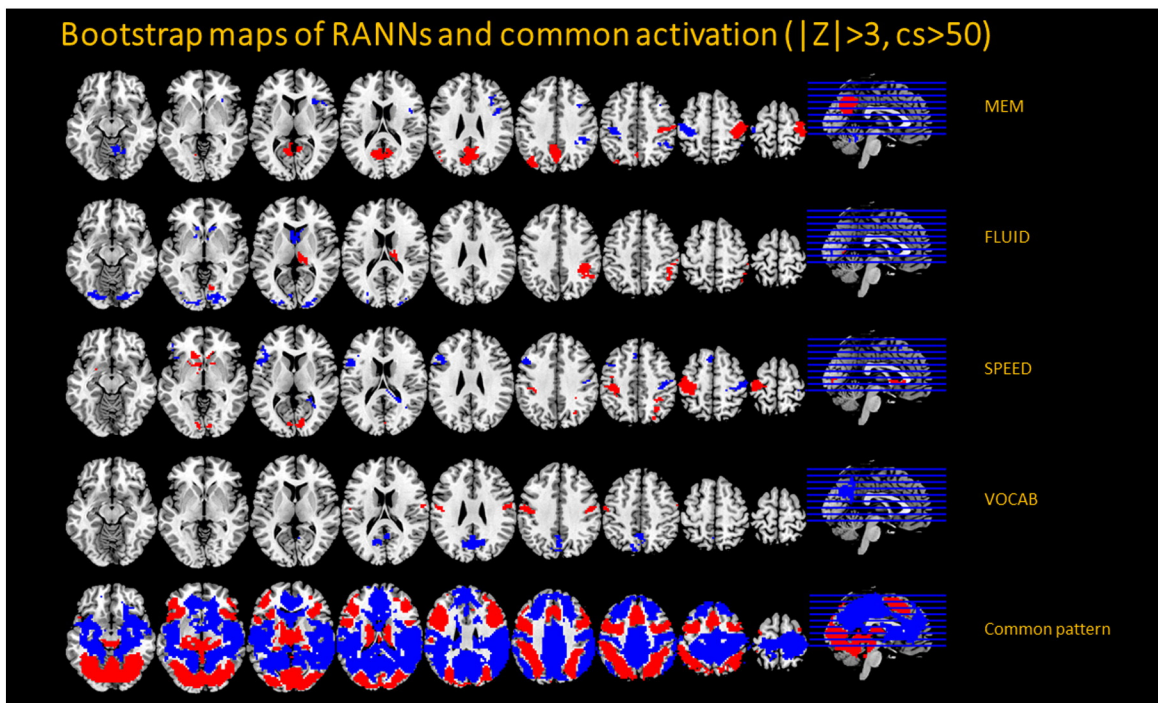 Bootstrap maps of RANNs and common activation (|Z|>3, cs>50)
MEM
FLUID
SPEED
VOCAB
Common pattern